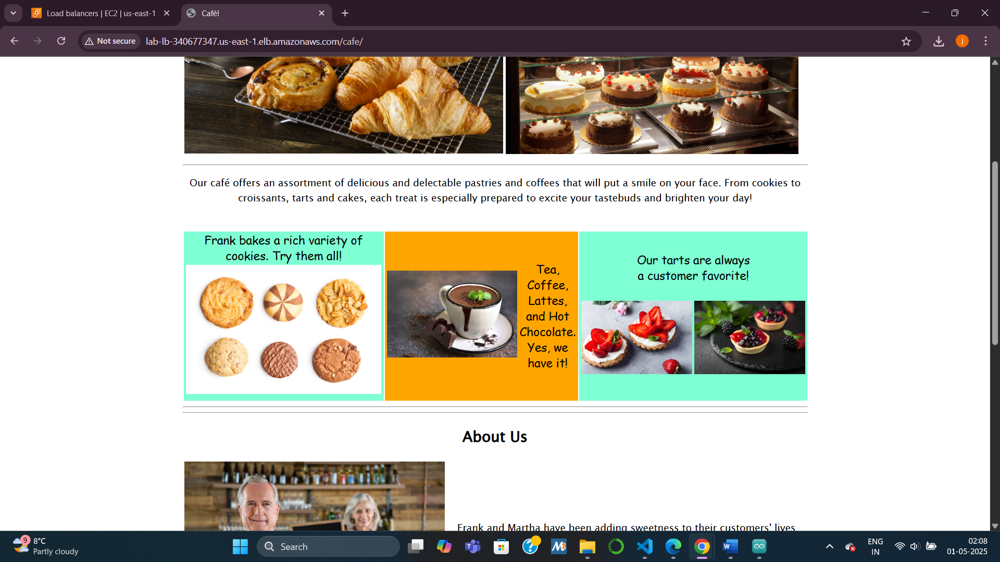 Load balancers | EC2 | us-east-1
Café!
Not secure
lab-lb-340677347.us-east-1.elb.amazonaws.com/cafe/
j
Our café offers an assortment of delicious and delectable pastries and coffees that will put a smile on your face. From cookies to
croissants, tarts and cakes, each treat is especially prepared to excite your tastebuds and brighten your day!
Frank bakes a rich variety of
cookies. Try them all!
Tea,
Coffee,
Lattes,
and Hot
Chocolate.
Yes, we
have it!
Our tarts are always
a customer favorite!
About Us
Frank and Martha have been adding sweetness to their customers' lives
9
8°C
Partly cloudy
Search
ENG
IN
02:08
01-05-2025